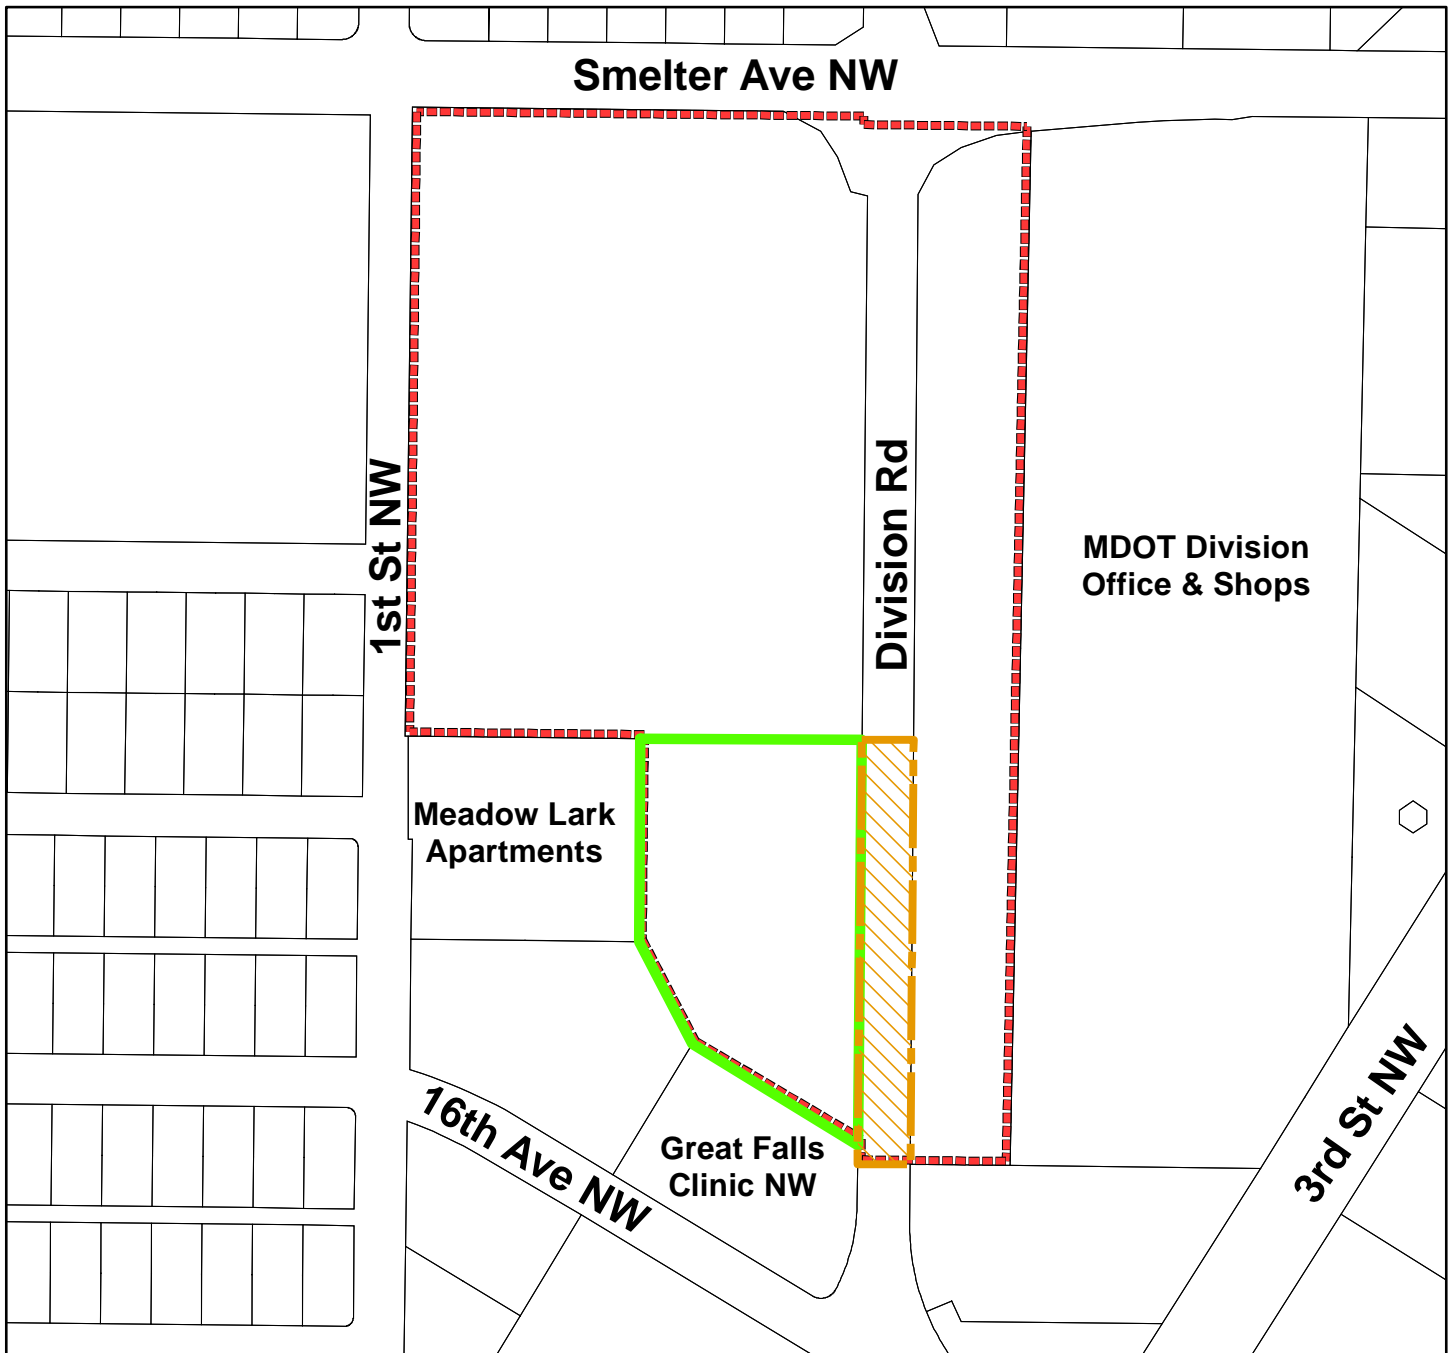 Smelter Ave NW
1st St NW
Division Rd
MDOT Division
Office & Shops
Meadow Lark
Apartments
16th Ave NW
Great Falls
Clinic NW
3rd St NW